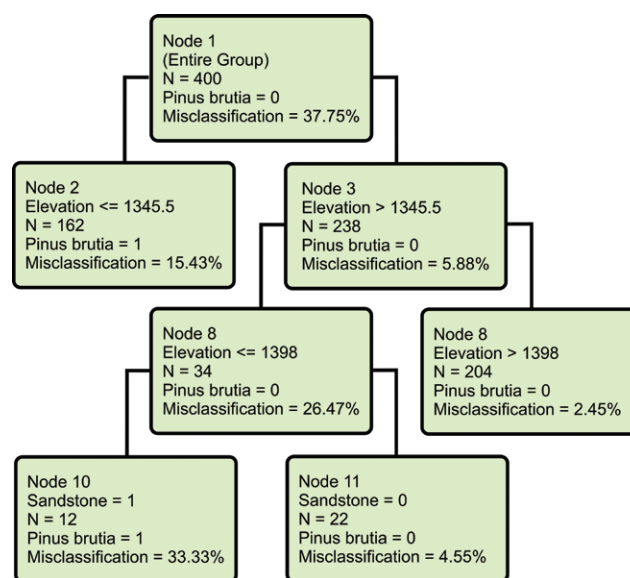 Node 1
(Entire Group)
N = 400
Pinus brutia = 0
Misclassification = 37.75%
Node 2
Elevation <= 1345.5
N = 162
Pinus brutia = 1
Misclassification = 15.43%
Node 3
Elevation > 1345.5
N = 238
Pinus brutia = 0
Misclassification = 5.88%
Node 8
Elevation <= 1398
N = 34
Pinus brutia = 0
Misclassification = 26.47%
Node 8
Elevation > 1398
N = 204
Pinus brutia = 0
Misclassification = 2.45%
Node 10
Sandstone = 1
N = 12
Pinus brutia = 1
Misclassification = 33.33%
Node 11
Sandstone = 0
N = 22
Pinus brutia = 0
Misclassification = 4.55%